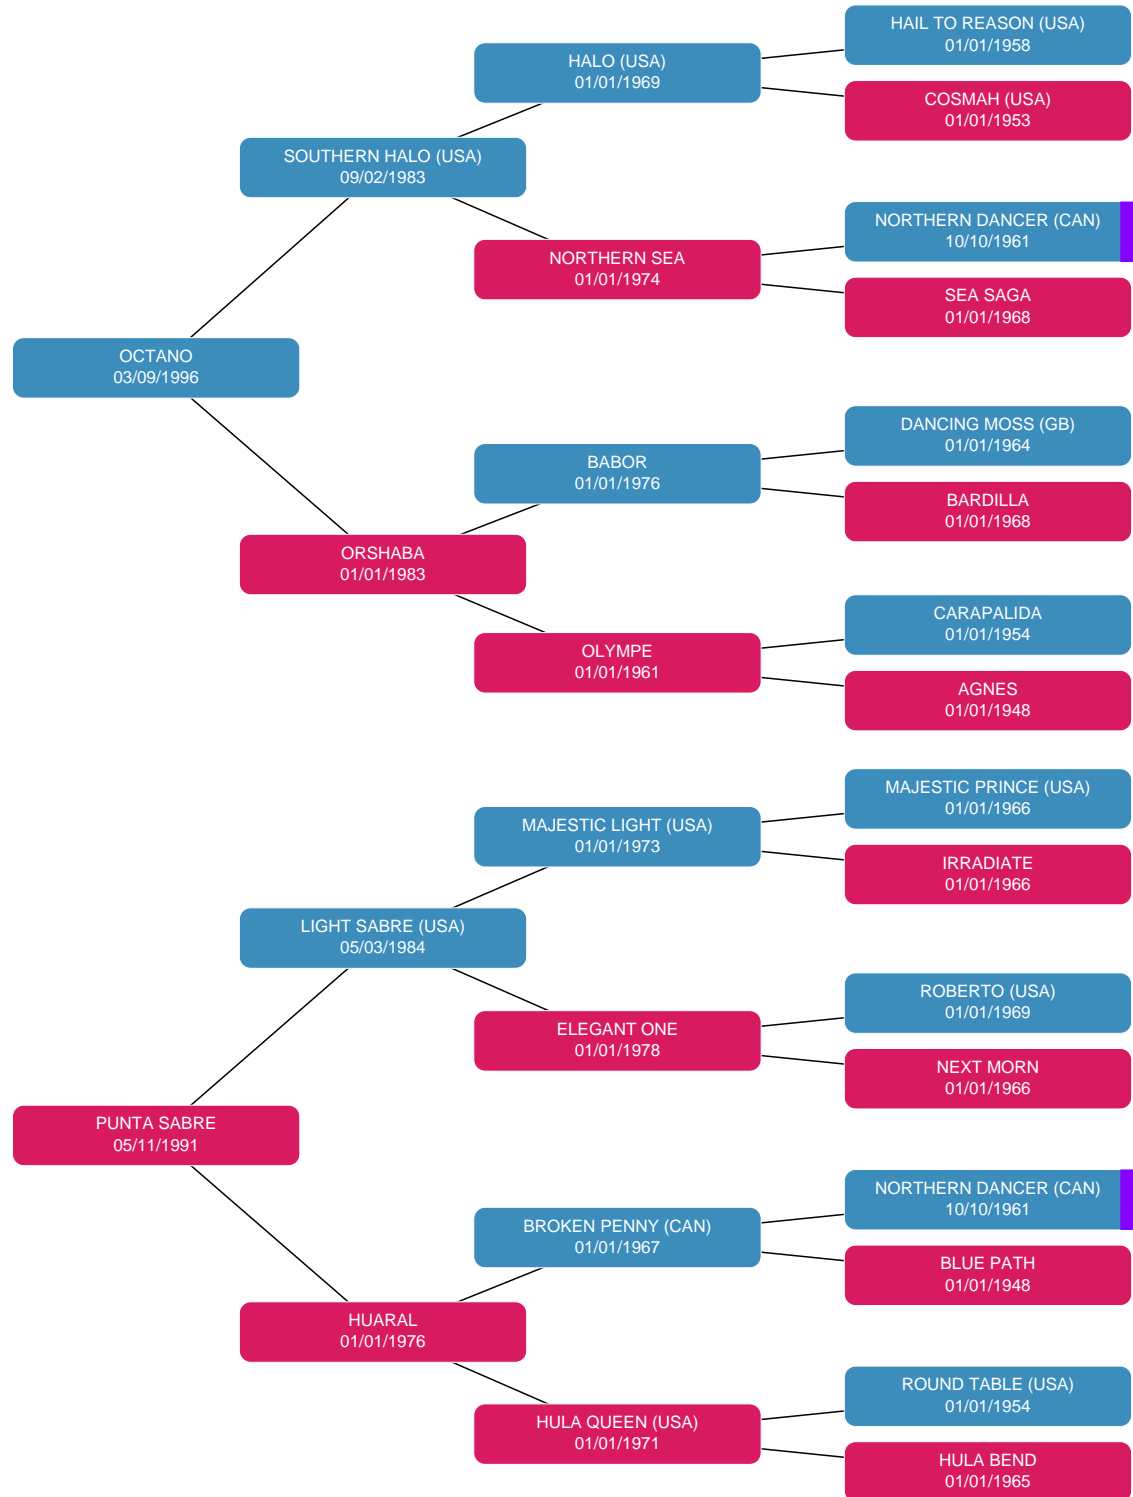 HAIL TO REASON (USA)
01/01/1958
HALO (USA)
01/01/1969
COSMAH (USA)
01/01/1953
SOUTHERN HALO (USA)
09/02/1983
NORTHERN DANCER (CAN)
10/10/1961
NORTHERN SEA
01/01/1974
SEA SAGA
01/01/1968
OCTANO
03/09/1996
DANCING MOSS (GB)
01/01/1964
BABOR
01/01/1976
BARDILLA
01/01/1968
ORSHABA
01/01/1983
CARAPALIDA
01/01/1954
OLYMPE
01/01/1961
AGNES
01/01/1948
MAJESTIC PRINCE (USA)
01/01/1966
MAJESTIC LIGHT (USA)
01/01/1973
IRRADIATE
01/01/1966
LIGHT SABRE (USA)
05/03/1984
ROBERTO (USA)
01/01/1969
ELEGANT ONE
01/01/1978
NEXT MORN
01/01/1966
PUNTA SABRE
05/11/1991
NORTHERN DANCER (CAN)
10/10/1961
BROKEN PENNY (CAN)
01/01/1967
BLUE PATH
01/01/1948
HUARAL
01/01/1976
ROUND TABLE (USA)
01/01/1954
HULA QUEEN (USA)
01/01/1971
HULA BEND
01/01/1965